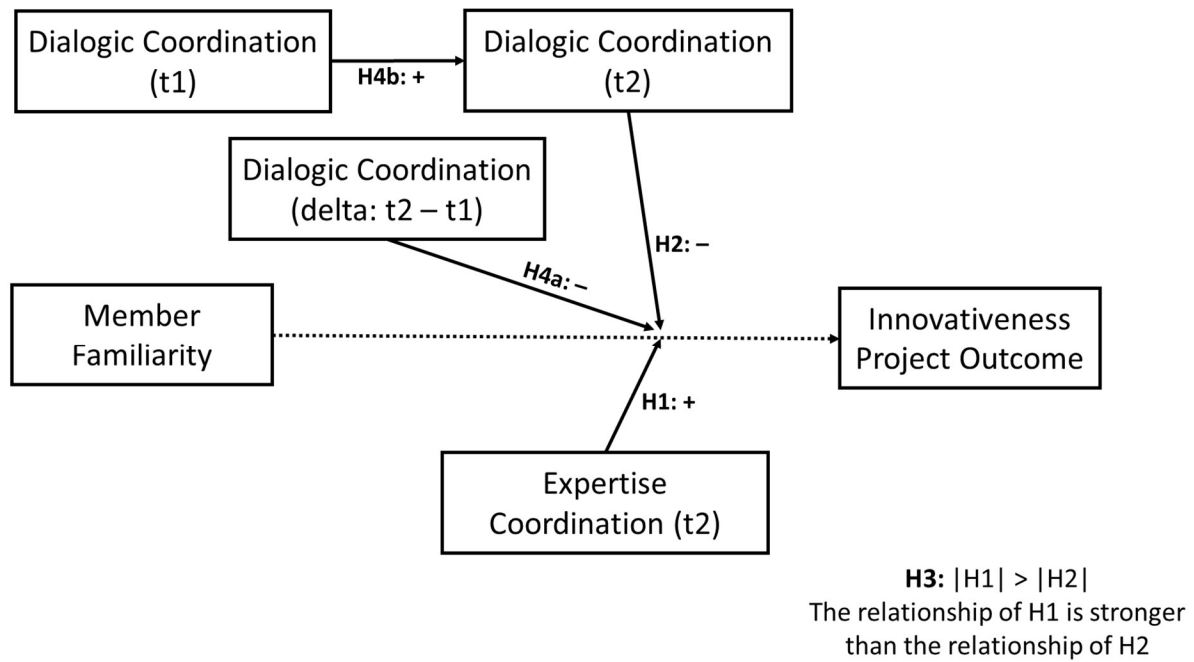 Dialogic Coordination
(t1)
H4b: +
Dialogic Coordination
(t2)
Dialogic Coordination
(delta: t2 – t1)
H2: –
H4a: –
Member
Familiarity
Innovativeness
Project Outcome
H1: +
Expertise
Coordination (t2)
H3: |H1| > |H2|
The relationship of H1 is stronger
than the relationship of H2